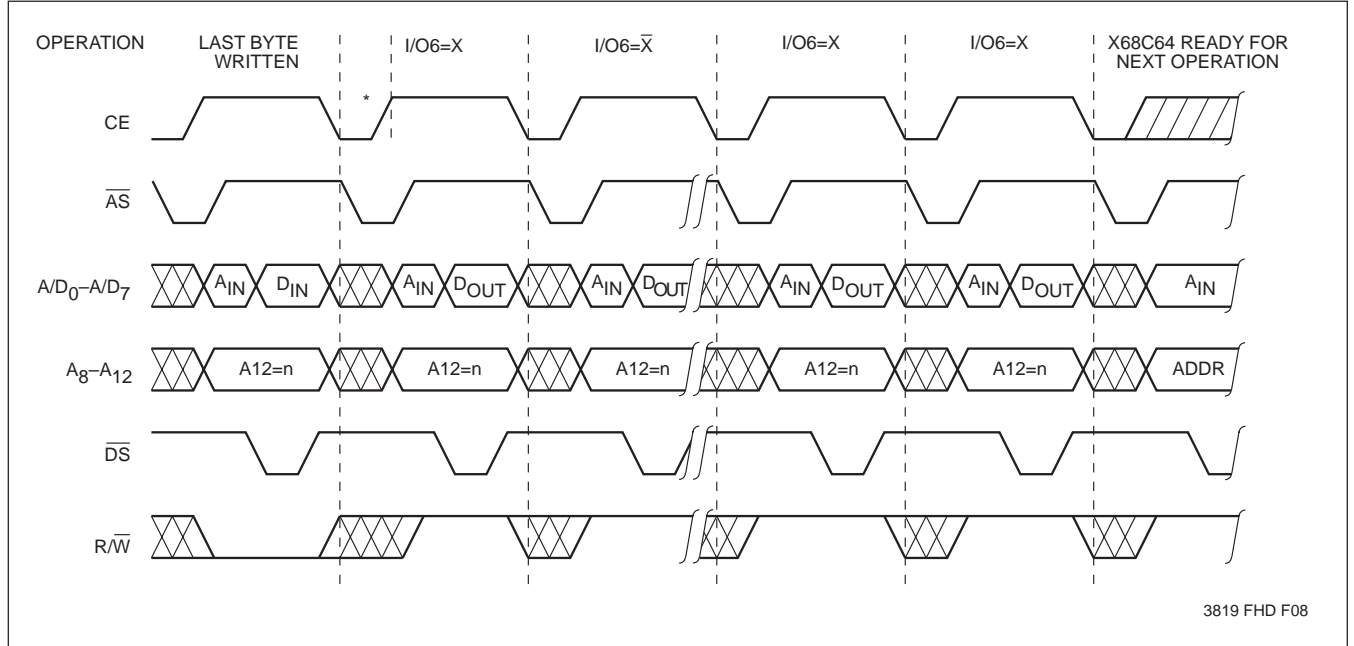 OPERATION LAST BYTE WRITTEN I/O6=X I/O6=X̅ I/O6=X I/O6=X X68C64 READY FOR NEXT OPERATION
*
CE
A̅S̅
A/D0–A/D7 AIN DIN AIN DOUT AIN DOUT AIN DOUT AIN DOUT AIN
A8–A12 A12=n A12=n A12=n A12=n A12=n ADDR
D̅S̅
R/W̅
3819 FHD F08